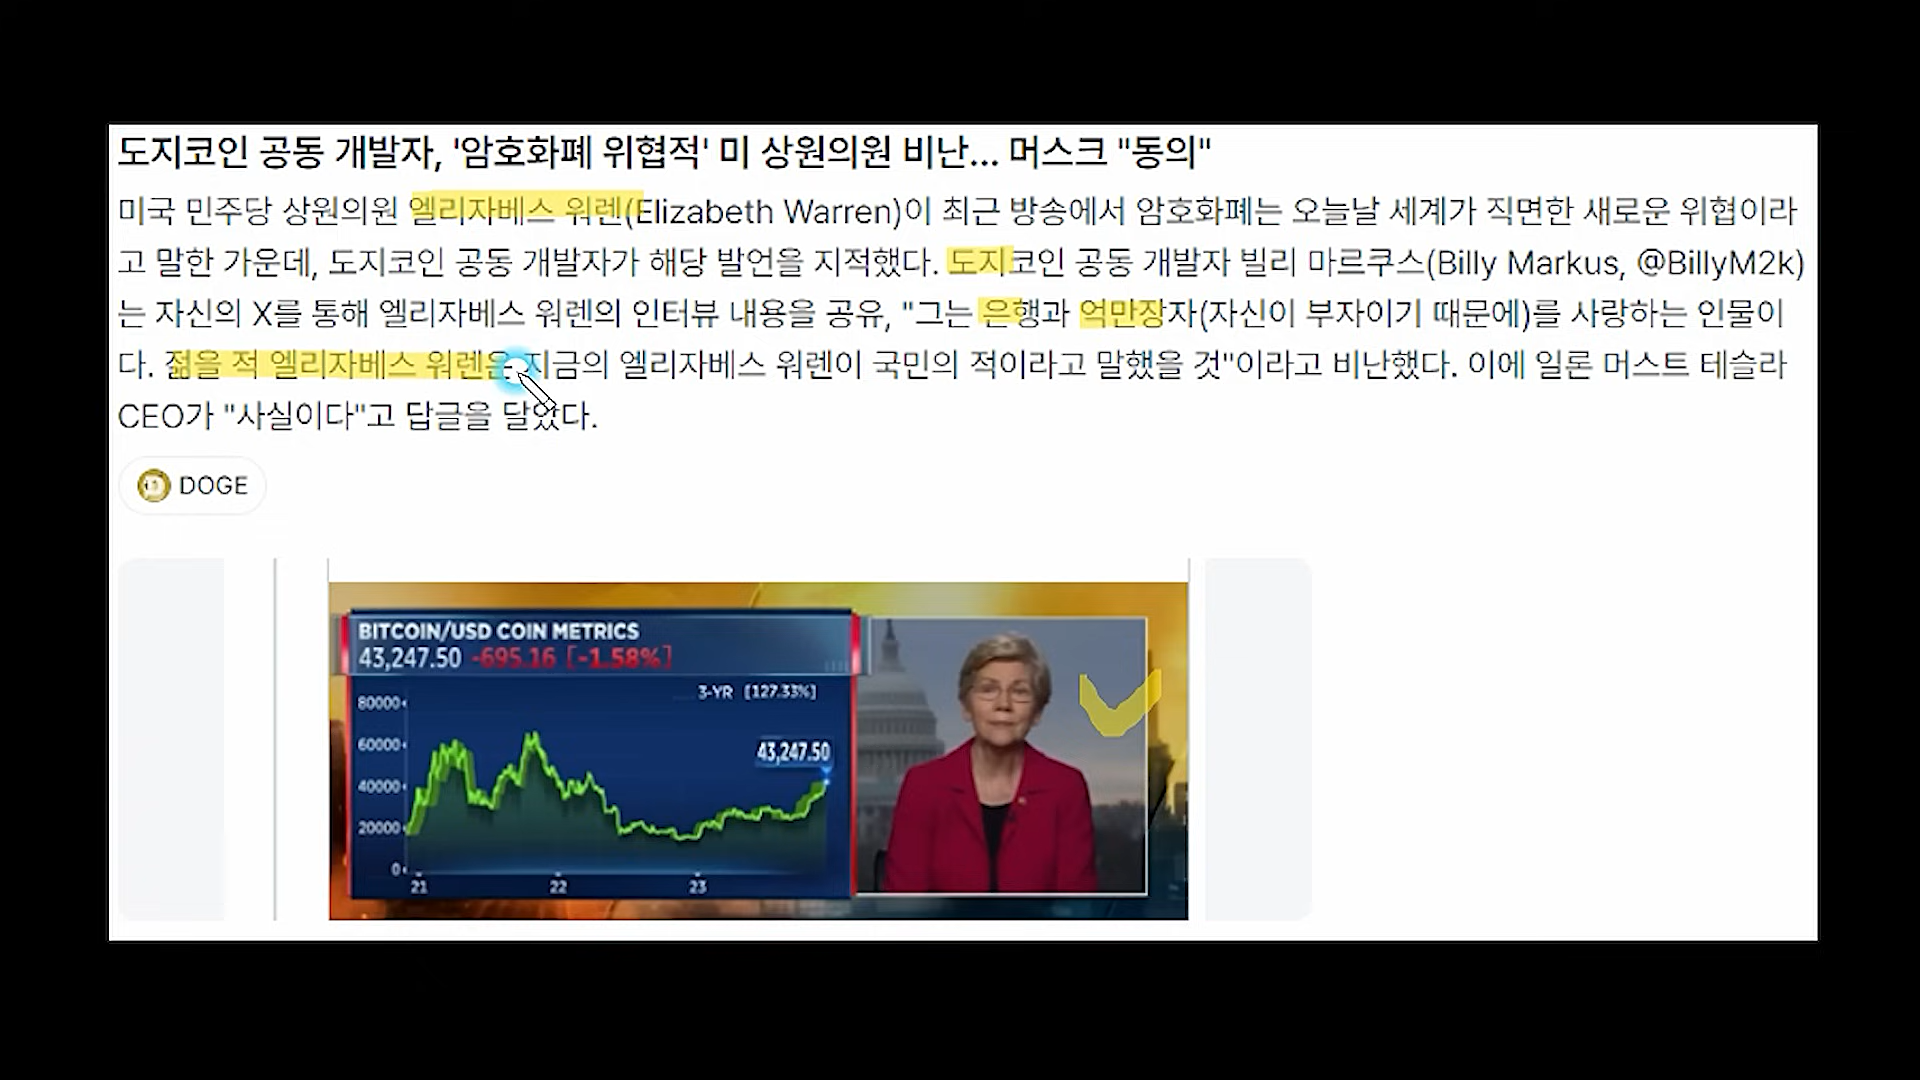 도지코인 공동 개발자, '암호화폐 위협적' 미 상원의원 비난... 머스크 "동의"
미국 민주당 상원의원 엘리자베스 워렌(Elizabeth Warren)이 최근 방송에서 암호화폐는 오늘날 세계가 직면한 새로운 위협이라
고 말한 가운데, 도지코인 공동 개발자가 해당 발언을 지적했다. 도지코인 공동 개발자 빌리 마르쿠스(Billy Markus, @BillyM2k)
는 자신의 X를 통해 엘리자베스 워렌의 인터뷰 내용을 공유, "그는 은행과 억만장자(자신이 부자이기 때문에)를 사랑하는 인물이
다. 젊을 적 엘리자베스 워렌은 지금의 엘리자베스 워렌이 국민의 적이라고 말했을 것"이라고 비난했다. 이에 일론 머스트 테슬라
CEO가 "사실이다"고 답글을 달았다.
DOGE
BITCOIN/USD COIN METRICS
43,247.50 -695.16 [-1.58%]
3-YR [127.33%]
80000
60000
43,247.50
40000
20000
0
21 22 23